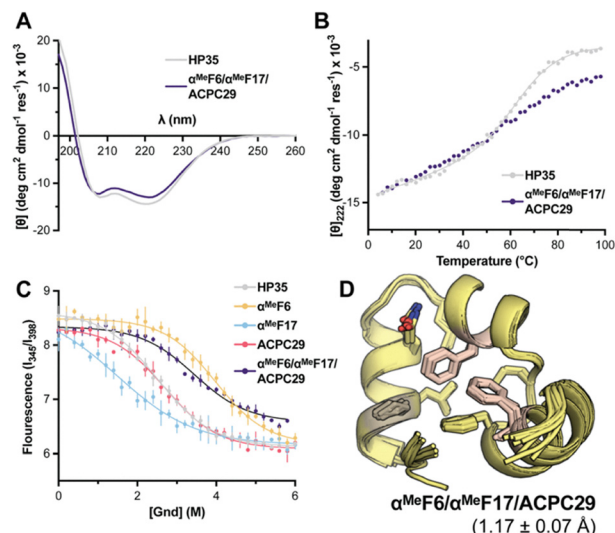 A
[θ] (deg cm² dmol⁻¹ res⁻¹) x 10⁻³
20
10
0
-10
-20
200 210 220 230 240 250 260
λ (nm)
HP35
αᴹᵉF6/αᴹᵉF17/
ACPC29
B
[θ]₂₂₂ (deg cm² dmol⁻¹ res⁻¹) x 10⁻³
-5
-10
-15
0 20 40 60 80 100
Temperature (°C)
HP35
αᴹᵉF6/αᴹᵉF17/
ACPC29
C
Flourescence (I₃₄₅/I₃₉₈)
9
8
7
6
0 2 4 6
[Gnd] (M)
HP35
αᴹᵉF6
αᴹᵉF17
ACPC29
αᴹᵉF6/αᴹᵉF17/
ACPC29
D
αᴹᵉF6/αᴹᵉF17/ACPC29
(1.17 ± 0.07 Å)